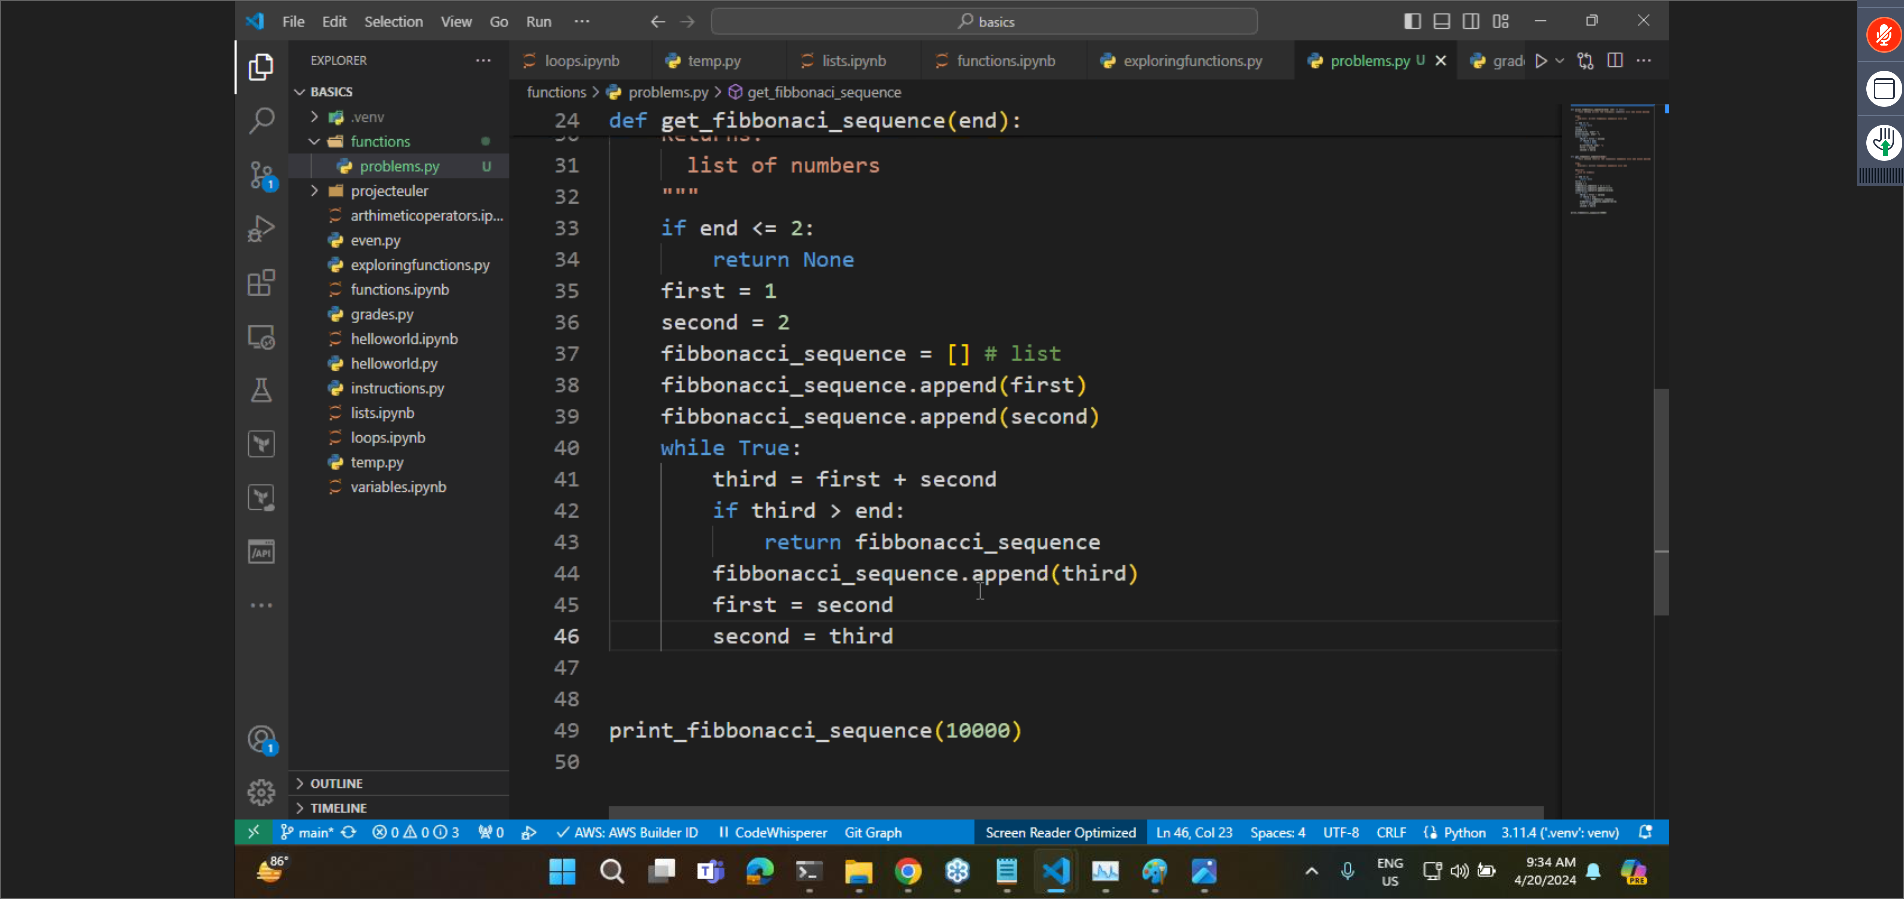 File Edit Selection View Go Run ···
basics
EXPLORER ···
loops.ipynb temp.py lists.ipynb functions.ipynb exploringfunctions.py problems.py U
BASICS
functions > problems.py > get_fibbonaci_sequence
.venv
24 def get_fibbonaci_sequence(end):
functions
problems.py U
31 list of numbers
projecteuler
32 """
arthimeticoperators.ip...
33 if end <= 2:
even.py
34 return None
exploringfunctions.py
35 first = 1
functions.ipynb
36 second = 2
grades.py
37 fibbonacci_sequence = [] # list
helloworld.ipynb
38 fibbonacci_sequence.append(first)
helloworld.py
39 fibbonacci_sequence.append(second)
instructions.py
40 while True:
lists.ipynb
41 third = first + second
loops.ipynb
42 if third > end:
temp.py
43 return fibbonacci_sequence
variables.ipynb
44 fibbonacci_sequence.append(third)
45 first = second
46 second = third
47
48
49 print_fibbonacci_sequence(10000)
50
/API
1
1
OUTLINE
TIMELINE
main* 0 0 3 0 AWS: AWS Builder ID CodeWhisperer Git Graph Screen Reader Optimized Ln 46, Col 23 Spaces: 4 UTF-8 CRLF Python 3.11.4 ('.venv': venv)
86°
ENG
US
9:34 AM
4/20/2024
PRE